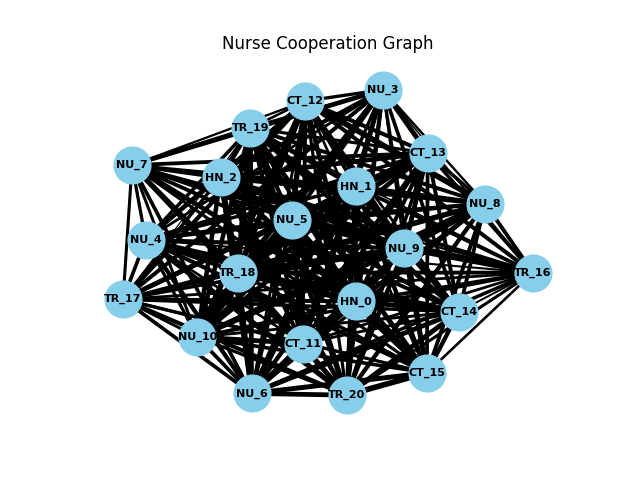 Nurse Cooperation Graph
NU_3
CT_12
TR_19
CT_13
NU_7
HN_2
HN_1
NU_8
NU_5
NU_4
NU_9
TR_18
TR_16
TR_17
HN_0
CT_14
NU_10
CT_11
CT_15
NU_6
TR_20